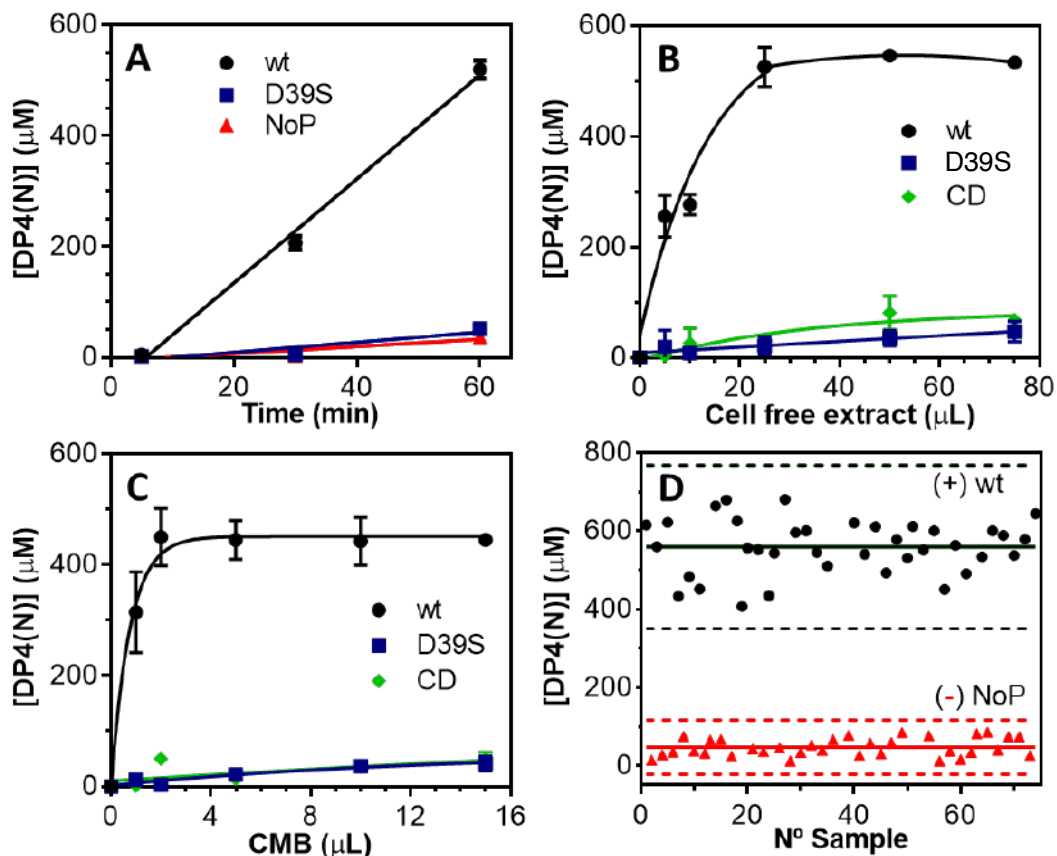 A
wt
D39S
NoP
[DP4(N)] (μM)
600
400
200
0
0 20 40 60
Time (min)
B
wt
D39S
CD
[DP4(N)] (μM)
600
400
200
0
0 20 40 60 80
Cell free extract (μL)
C
wt
D39S
CD
[DP4(N)] (μM)
600
400
200
0
0 4 8 12 16
CMB (μL)
D
(+) wt
(-) NoP
[DP4(N)] (μM)
800
600
400
200
0
0 20 40 60
Nº Sample